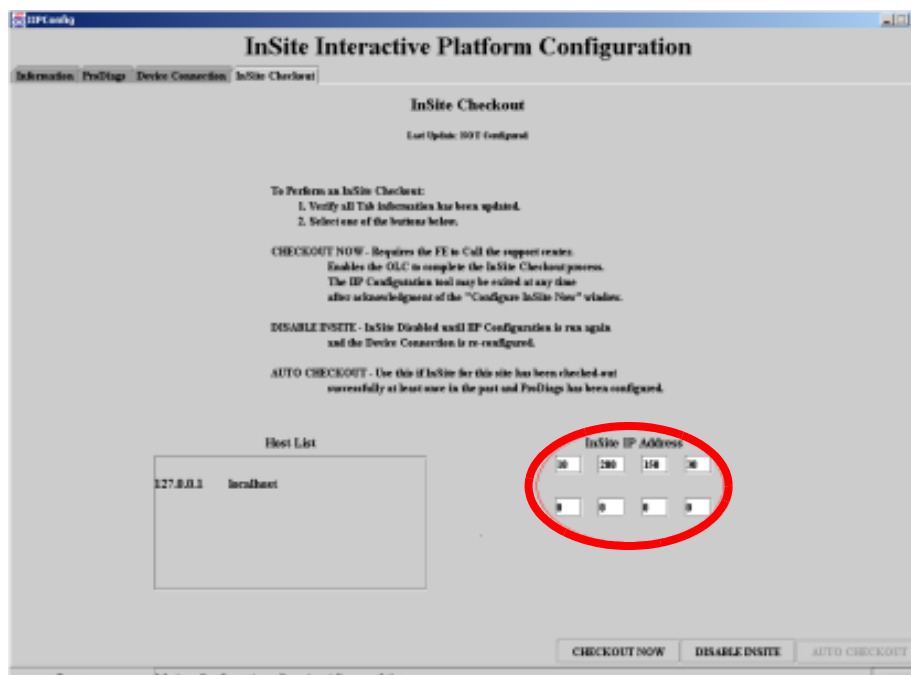 IIPConfig
InSite Interactive Platform Configuration
Information ProDiags Device Connection InSite Checkout
InSite Checkout
Last Update: NOT Configured
To Perform an InSite Checkout:
1. Verify all Tab information has been updated.
2. Select one of the buttons below.
CHECKOUT NOW - Requires the FE to Call the support center.
Enables the OLC to complete the InSite Checkout process.
The IIP Configutation tool may be exited at any time
after acknowledgment of the "Configure InSite Now" window.
DISABLE INSITE - InSite Disabled until IIP Configuration is run again
and the Device Connection is re-configured.
AUTO CHECKOUT - Use this if InSite for this site has been checked-out
successfully at least once in the past and ProDiags has been configured.
Host List
InSite IP Address
10 200 150 30
127.0.0.1 localhost
0 0 0 0
CHECKOUT NOW DISABLE INSITE AUTO CHECKOUT